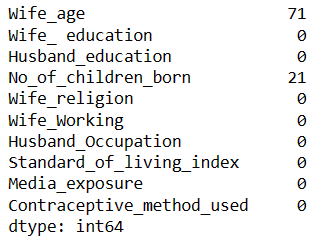 Wife_age 71
Wife_ education 0
Husband_education 0
No_of_children_born 21
Wife_religion 0
Wife_Working 0
Husband_Occupation 0
Standard_of_living_index 0
Media_exposure 0
Contraceptive_method_used 0
dtype: int64